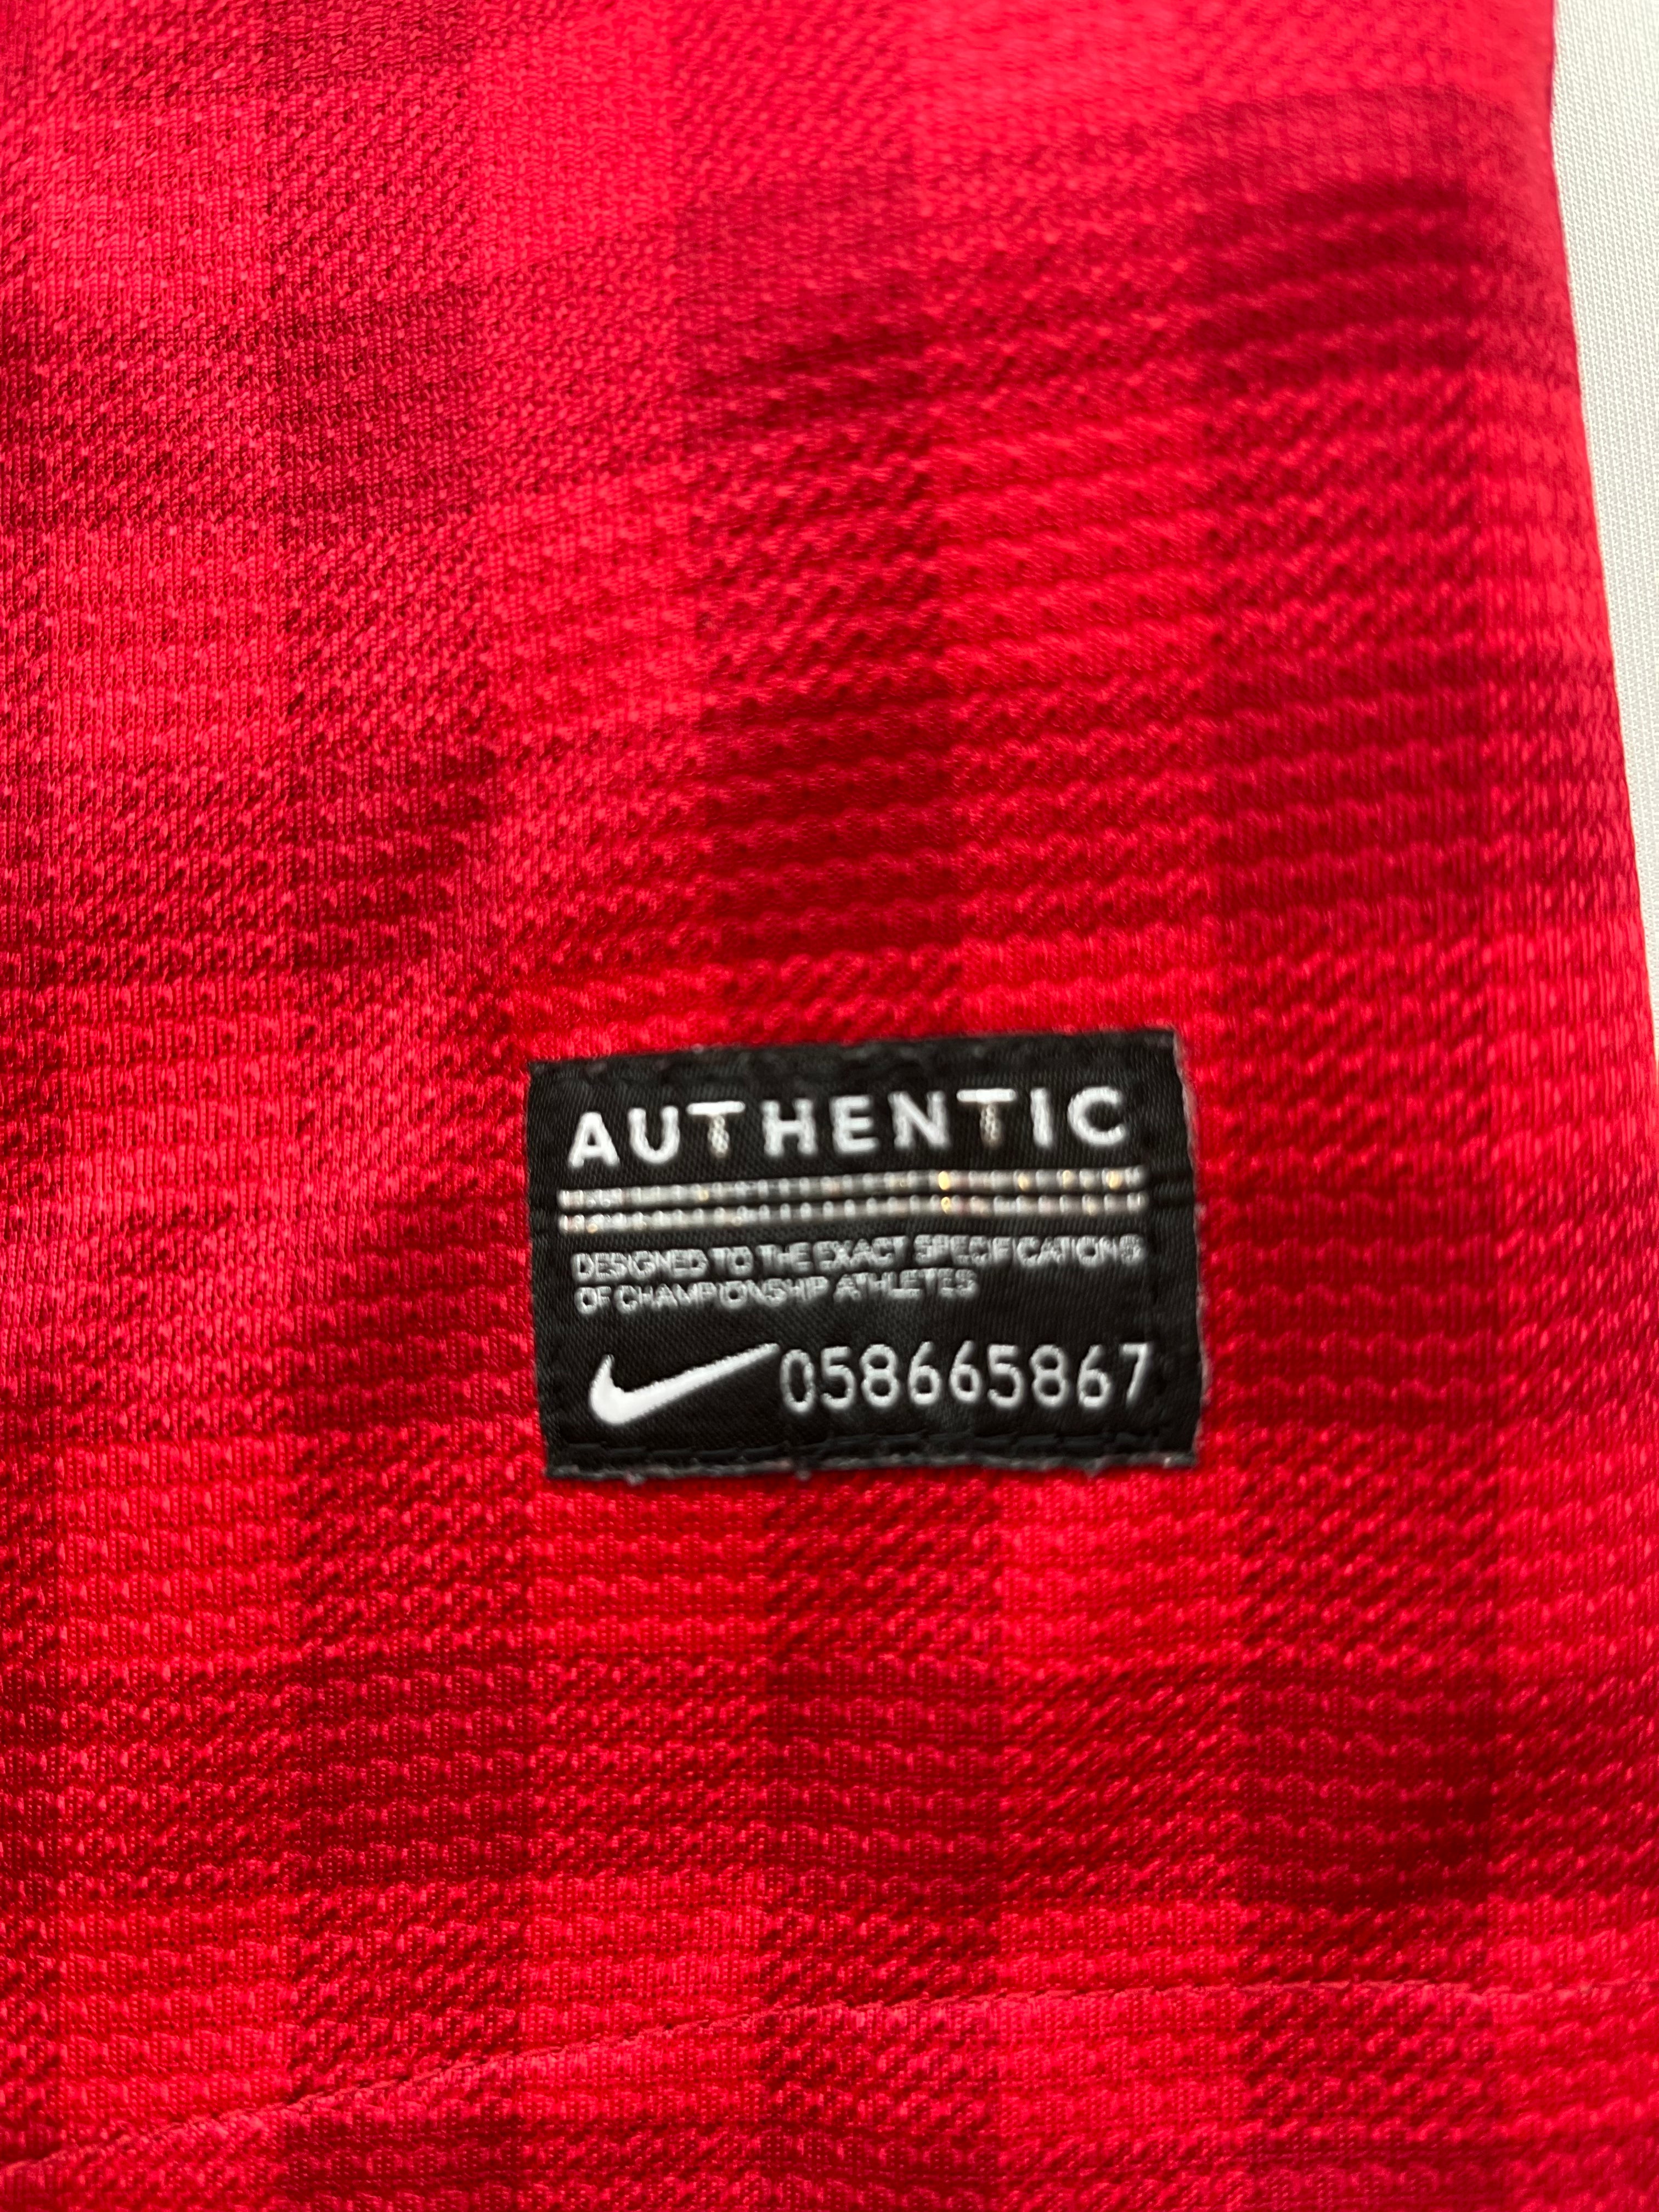 AUTHENTIC
DESIGNED TO THE EXACT SPECIFICATIONS
OF CHAMPIONSHIP ATHLETES
058665867